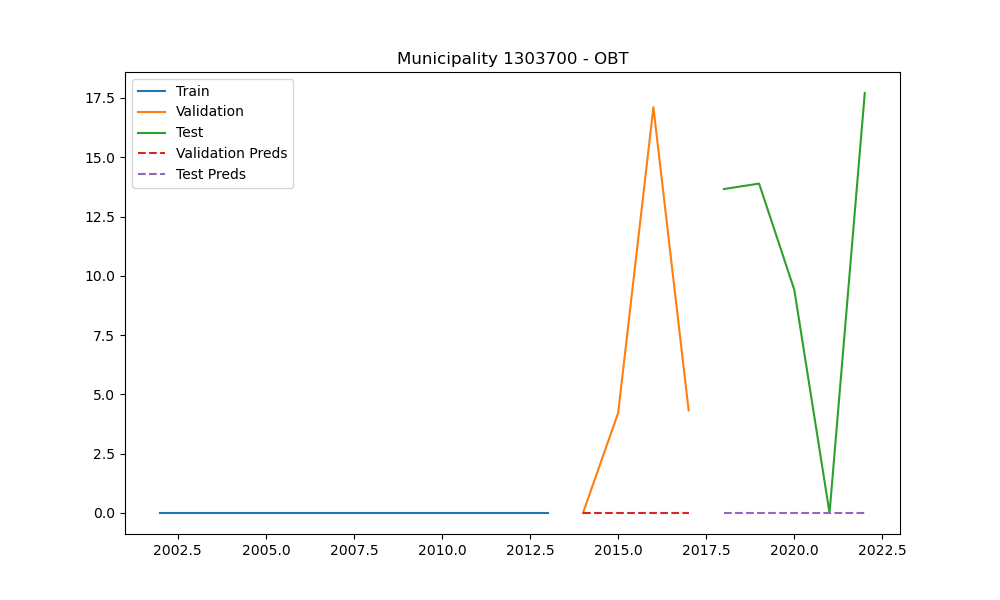 Municipality 1303700 - OBT
Train
Validation
Test
Validation Preds
Test Preds
17.5
15.0
12.5
10.0
7.5
5.0
2.5
0.0
2002.5 2005.0 2007.5 2010.0 2012.5 2015.0 2017.5 2020.0 2022.5